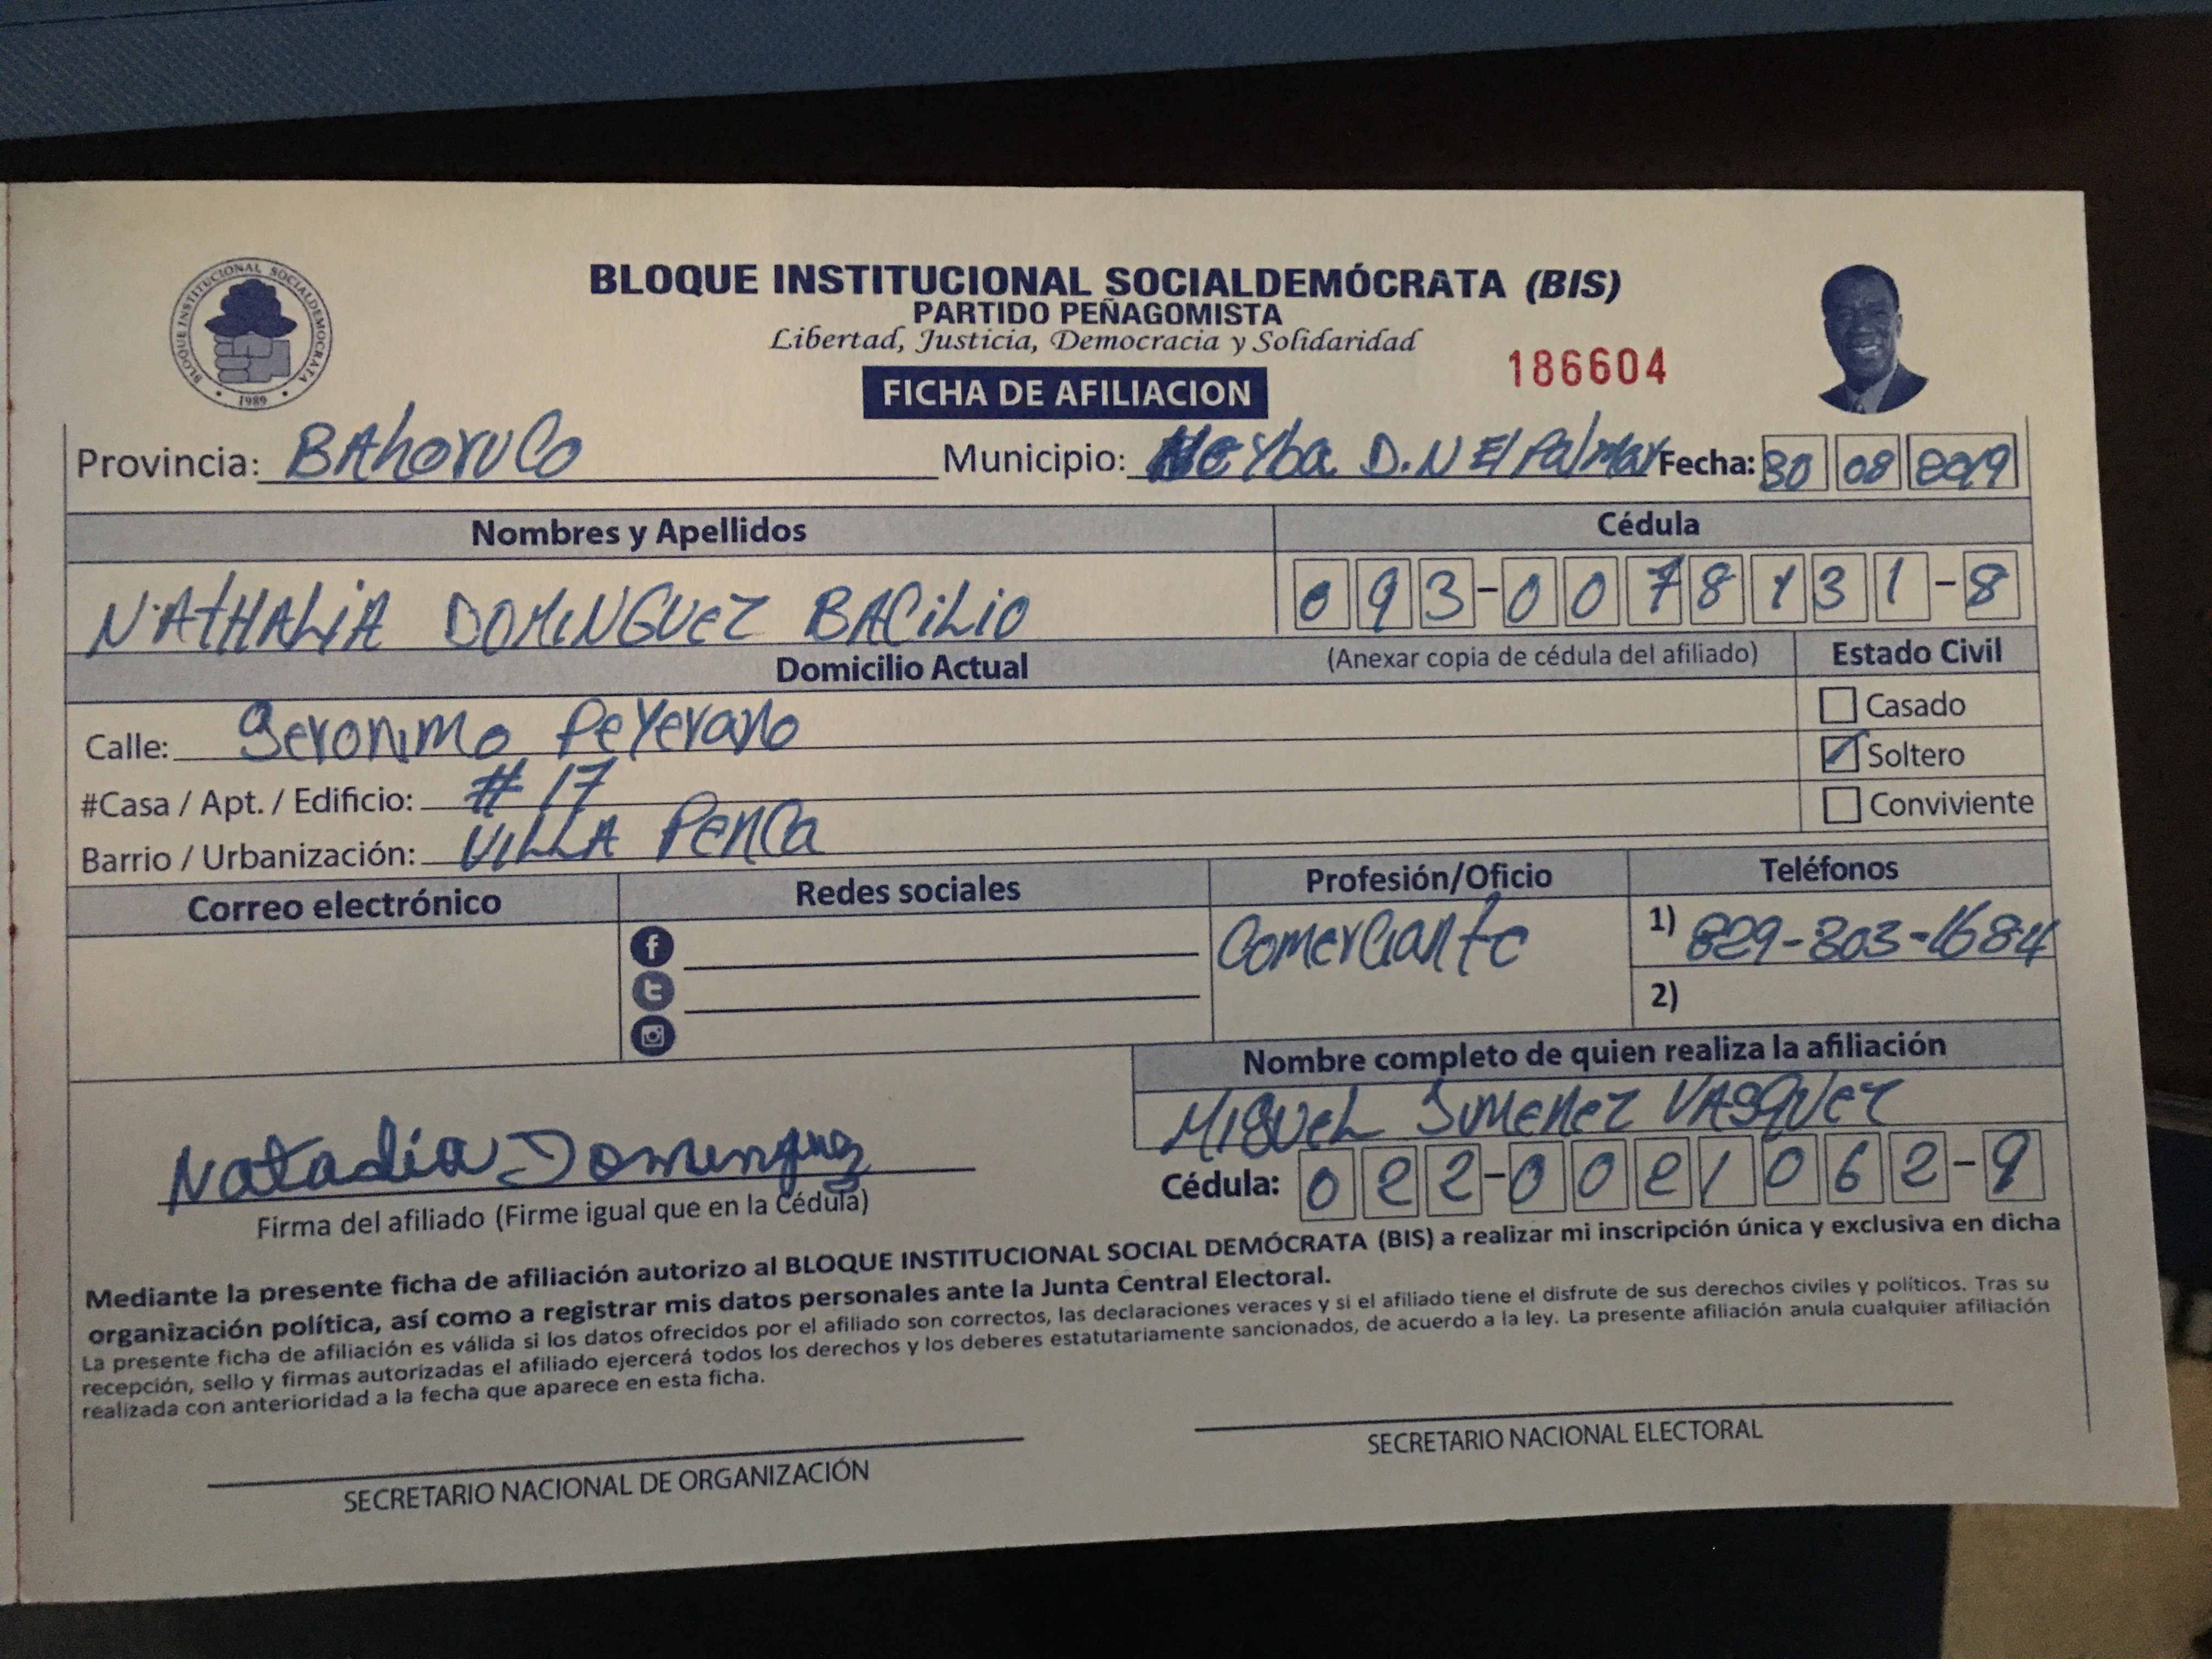 BLOQUE INSTITUCIONAL SOCIALDEMÓCRATA (BIS)
PARTIDO PEÑAGOMISTA
Libertad, Justicia, Democracia y Solidaridad
BLOQUE INSTITUCIONAL SOCIALDEMOCRATA
1989
186604
FICHA DE AFILIACION
Provincia: BAhoruco Municipio: Neyba D.N El Palmar Fecha: 30 08 2019
Nombres y Apellidos Cédula
NATHALIA DOMINGUEZ BACILIO 093-0078131-8
Domicilio Actual (Anexar copia de cédula del afiliado) Estado Civil
Calle: Geronimo Peyerano Casado
#Casa / Apt. / Edificio: # 17 Soltero
Barrio / Urbanización: VILLA Penca Conviviente
Correo electrónico Redes sociales Profesión/Oficio Teléfonos
Comerciante 1) 829-803-1684
2)
Nombre completo de quien realiza la afiliación
MIGUEL JIMENEZ VASQUEZ
Natadia Dominguez Cédula: 022-0021062-9
Firma del afiliado (Firme igual que en la Cédula)
Mediante la presente ficha de afiliación autorizo al BLOQUE INSTITUCIONAL SOCIAL DEMÓCRATA (BIS) a realizar mi inscripción única y exclusiva en dicha
organización política, así como a registrar mis datos personales ante la Junta Central Electoral.
La presente ficha de afiliación es válida si los datos ofrecidos por el afiliado son correctos, las declaraciones veraces y si el afiliado tiene el disfrute de sus derechos civiles y políticos. Tras su
recepción, sello y firmas autorizadas el afiliado ejercerá todos los derechos y los deberes estatutariamente sancionados, de acuerdo a la ley. La presente afiliación anula cualquier afiliación
realizada con anterioridad a la fecha que aparece en esta ficha.
SECRETARIO NACIONAL DE ORGANIZACIÓN SECRETARIO NACIONAL ELECTORAL